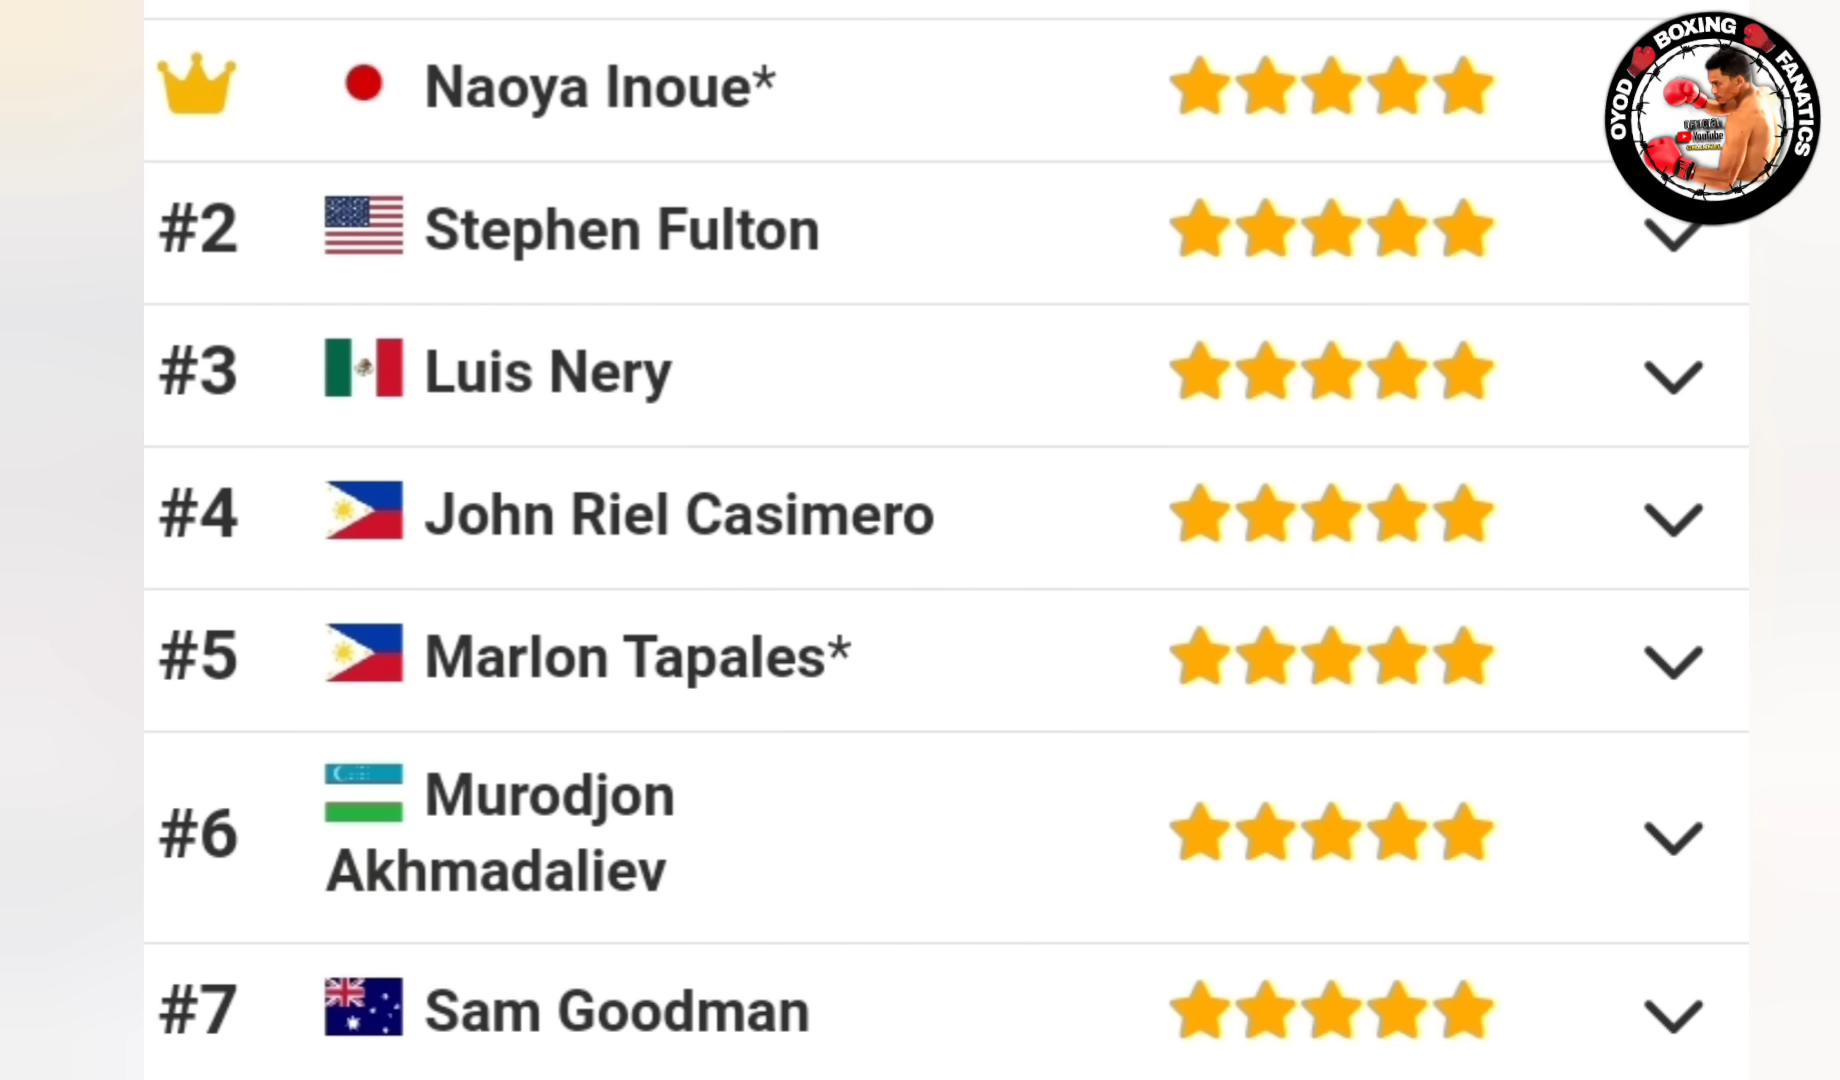 Naoya Inoue*
#2 Stephen Fulton
#3 Luis Nery
#4 John Riel Casimero
#5 Marlon Tapales*
#6 Murodjon
Akhmadaliev
#7 Sam Goodman
OYOD BOXING FANATICS
YouTube